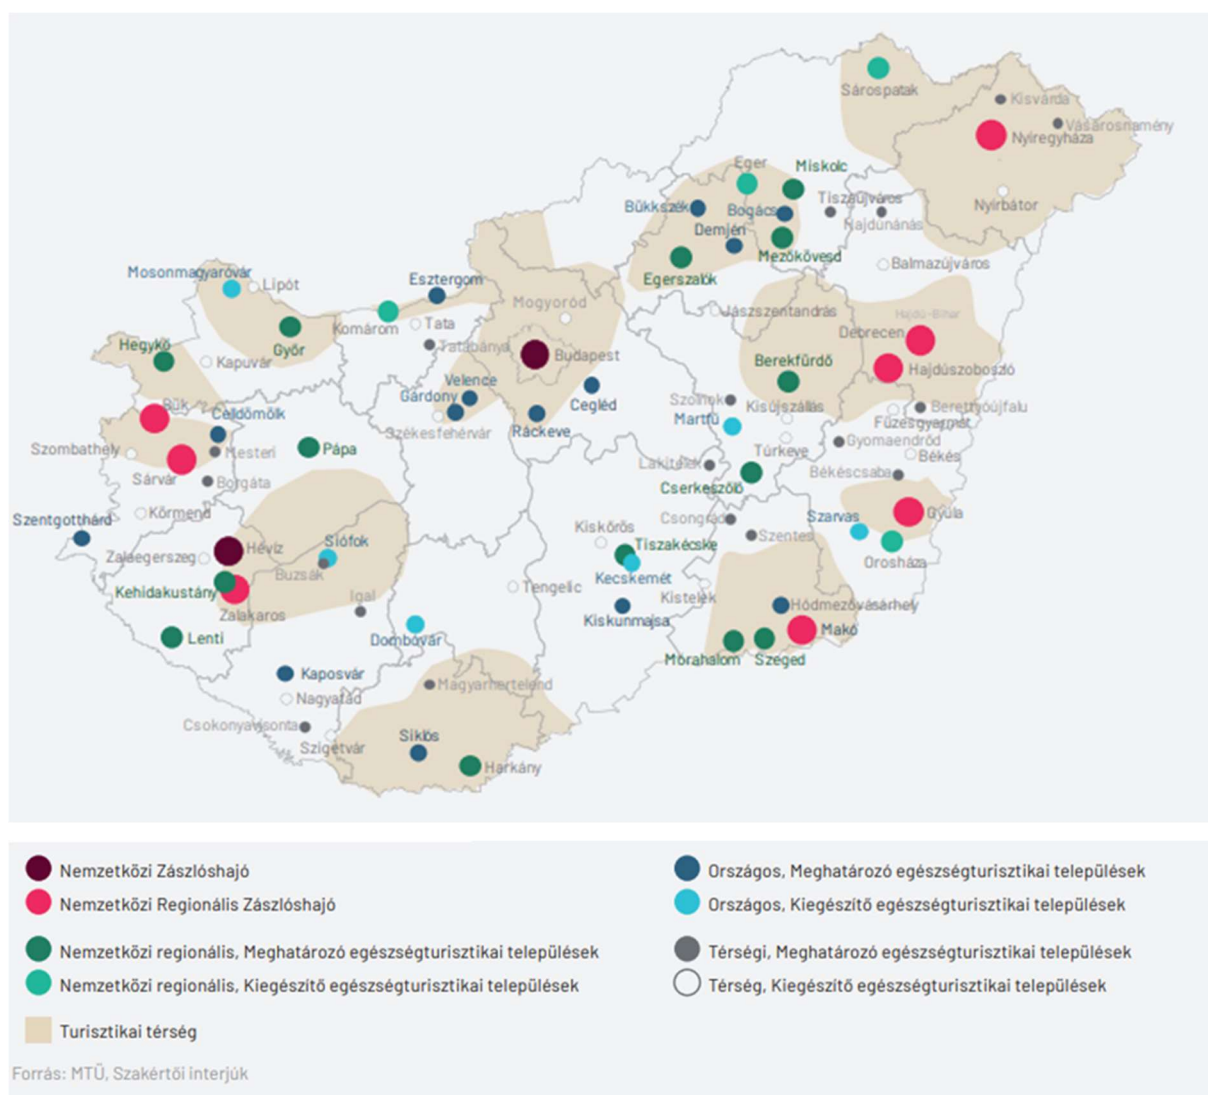 Sárospatak
Kisvárda
Vásárosnamény
Nyíregyháza
Eger
Miskolc
Nyírbátor
Tiszaújváros
Bükkszék
Bogács
Hajdúnánás
Demjén
Mezőkövesd
Balmazújváros
Egerszalók
Mosonmagyaróvár
Lipót
Esztergom
Mogyoród
Jászszentandrás
Hajdú-Bihar
Komárom
Tata
Debrecen
Hegykő
Győr
Tatabánya
Budapest
Berekfürdő
Kapuvár
Hajdúszoboszló
Velence
Gárdony
Cegléd
Szolnok
Kisújszállás
Berettyóújfalu
Bük
Celldömölk
Martfű
Füzesgyarmat
Székesfehérvár
Ráckeve
Szombathely
Mesteri
Pápa
Túrkeve
Gyomaendrőd
Békés
Lakitelek
Sárvár
Borgáta
Cserkeszőlő
Békéscsaba
Szentgotthárd
Körmend
Csongrád
Szarvas
Gyula
Kiskőrös
Szentes
Zalaegerszeg
Hévíz
Siófok
Tiszakécske
Orosháza
Buzsák
Kecskemét
Kehidakustány
Tengelic
Igal
Kistelek
Hódmezővásárhely
Zalakaros
Kiskunmajsa
Lenti
Dombóvár
Makó
Mórahalom
Szeged
Kaposvár
Magyarhertelend
Nagyatád
Csokonyavisonta
Szigetvár
Siklós
Harkány
Nemzetközi Zászlóshajó
Nemzetközi Regionális Zászlóshajó
Nemzetközi regionális, Meghatározó egészségturisztikai települések
Nemzetközi regionális, Kiegészítő egészségturisztikai települések
Turisztikai térség
Országos, Meghatározó egészségturisztikai települések
Országos, Kiegészítő egészségturisztikai települések
Térségi, Meghatározó egészségturisztikai települések
Térség, Kiegészítő egészségturisztikai települések
Forrás: MTÜ, Szakértői interjúk